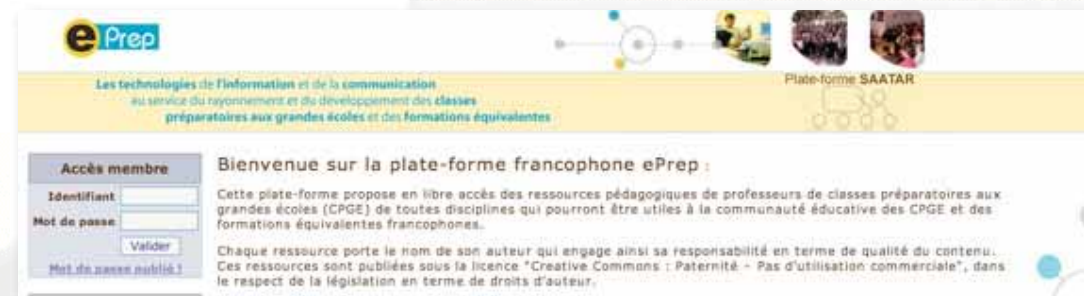 e Prep
Plate-forme SAATAR
Les technologies de l'information et de la communication
au service du rayonnement et du développement des classes
préparatoires aux grandes écoles et des formations équivalentes
Accès membre
Identifiant
Mot de passe
Valider
Mot de passe oublié !
Bienvenue sur la plate-forme francophone ePrep :
Cette plate-forme propose en libre accès des ressources pédagogiques de professeurs de classes préparatoires aux
grandes écoles (CPGE) de toutes disciplines qui pourront être utiles à la communauté éducative des CPGE et des
formations équivalentes francophones.
Chaque ressource porte le nom de son auteur qui engage ainsi sa responsabilité en terme de qualité du contenu.
Ces ressources sont publiées sous la licence "Creative Commons : Paternité - Pas d'utilisation commerciale", dans
le respect de la législation en terme de droits d'auteur.